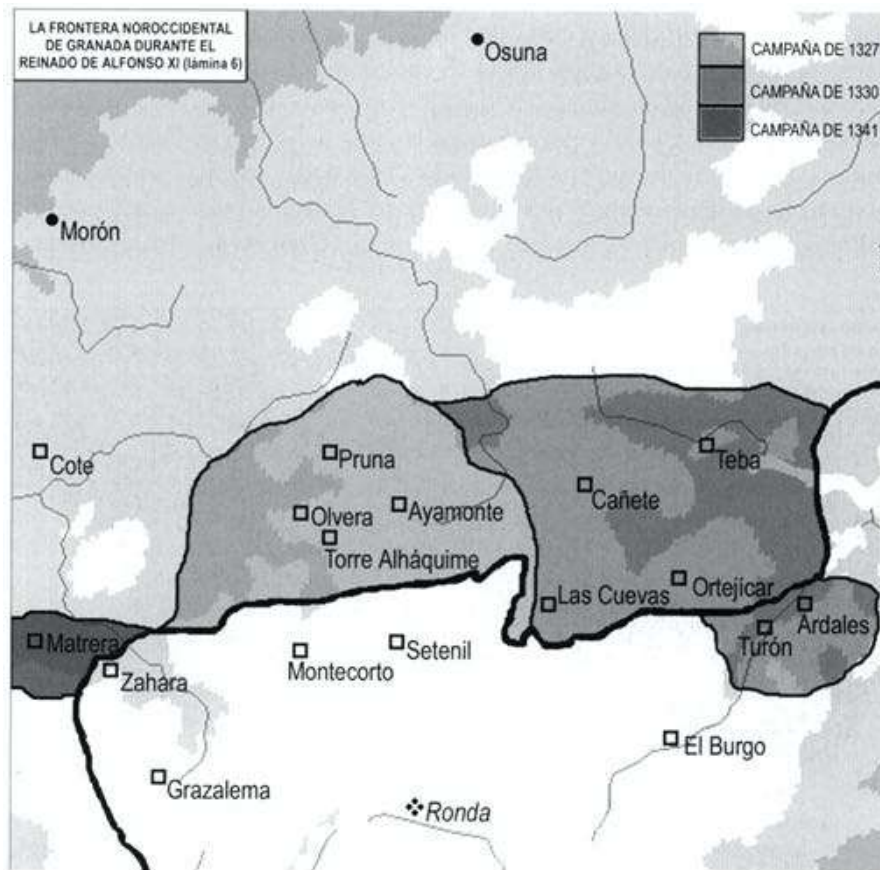 LA FRONTERA NOROCCIDENTAL
DE GRANADA DURANTE EL
REINADO DE ALFONSO XI (lámina 6)
Osuna
CAMPAÑA DE 1327
CAMPAÑA DE 1330
CAMPAÑA DE 1341
Morón
Cote
Pruna
Teba
Cañete
Olvera
Ayamonte
Torre Alháquime
Las Cuevas
Ortejícar
Ardales
Matrera
Turón
Setenil
Montecorto
Zahara
El Burgo
Grazalema
Ronda